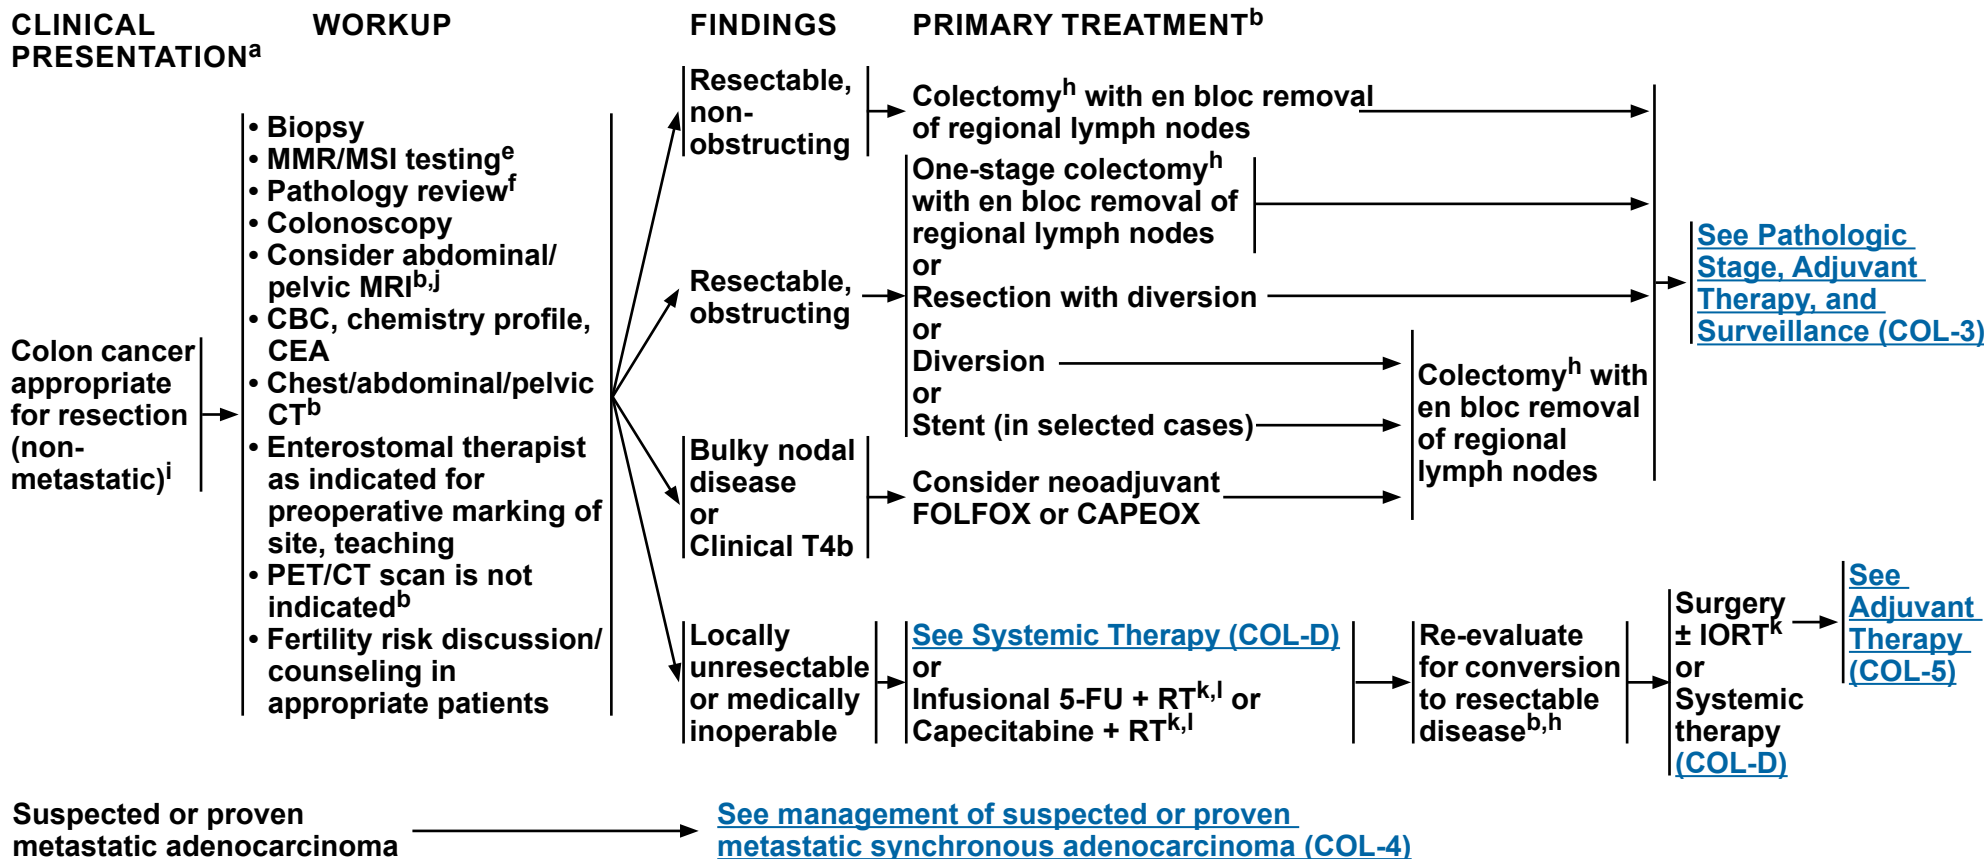 CLINICAL
PRESENTATIONa
WORKUP
FINDINGS
PRIMARY TREATMENTb
Colon cancer
appropriate
for resection
(non-
metastatic)i
• Biopsy
• MMR/MSI testinge
• Pathology reviewf
• Colonoscopy
• Consider abdominal/
pelvic MRIb,j
• CBC, chemistry profile,
CEA
• Chest/abdominal/pelvic
CTb
• Enterostomal therapist
as indicated for
preoperative marking of
site, teaching
• PET/CT scan is not
indicatedb
• Fertility risk discussion/
counseling in
appropriate patients
Resectable,
non-
obstructing
Colectomyh with en bloc removal
of regional lymph nodes
Resectable,
obstructing
One-stage colectomyh
with en bloc removal of
regional lymph nodes
or
Resection with diversion
or
Diversion
or
Stent (in selected cases)
Bulky nodal
disease
or
Clinical T4b
Consider neoadjuvant
FOLFOX or CAPEOX
Colectomyh with
en bloc removal
of regional
lymph nodes
See Pathologic
Stage, Adjuvant
Therapy, and
Surveillance (COL-3)
Locally
unresectable
or medically
inoperable
See Systemic Therapy (COL-D)
or
Infusional 5-FU + RTk,l or
Capecitabine + RTk,l
Re-evaluate
for conversion
to resectable
diseaseb,h
Surgery
± IORTk
or
Systemic
therapy
(COL-D)
See
Adjuvant
Therapy
(COL-5)
Suspected or proven
metastatic adenocarcinoma
See management of suspected or proven
metastatic synchronous adenocarcinoma (COL-4)